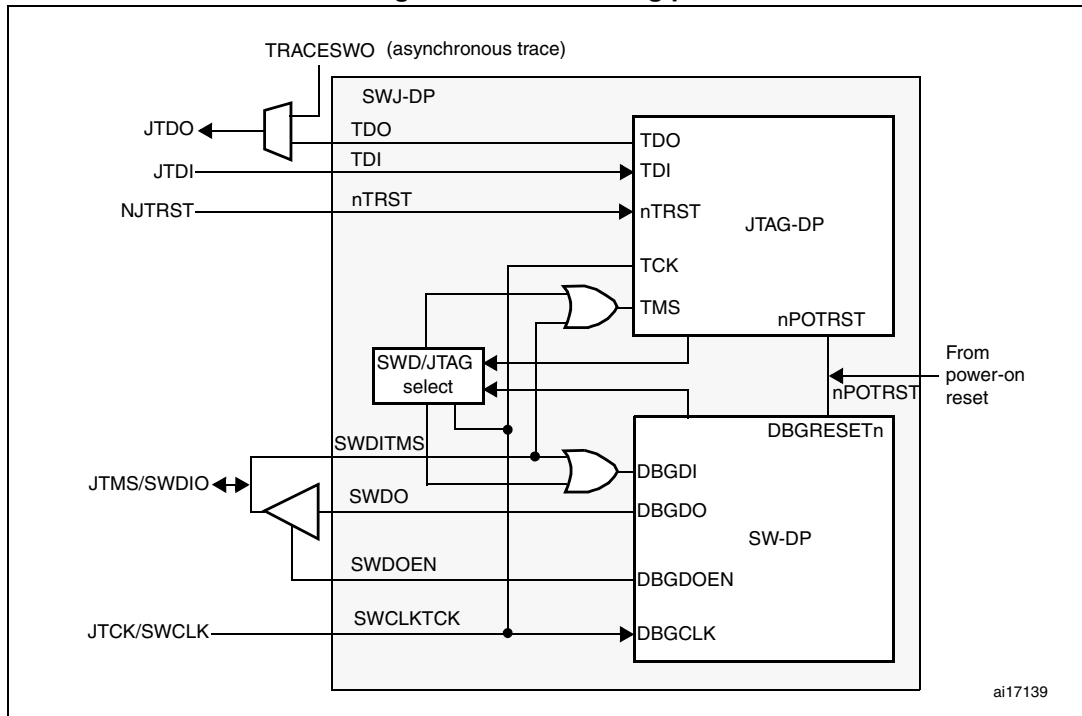 TRACESWO (asynchronous trace)
SWJ-DP
JTDO
TDO
TDO
JTDI
TDI
TDI
NJTRST
nTRST
nTRST
JTAG-DP
TCK
TMS
nPOTRST
SWD/JTAG
select
From
power-on
reset
nPOTRST
DBGRESETn
SWDITMS
DBGDI
JTMS/SWDIO
SWDO
DBGDO
SW-DP
SWDOEN
DBGDOEN
JTCK/SWCLK
SWCLKTCK
DBGCLK
ai17139